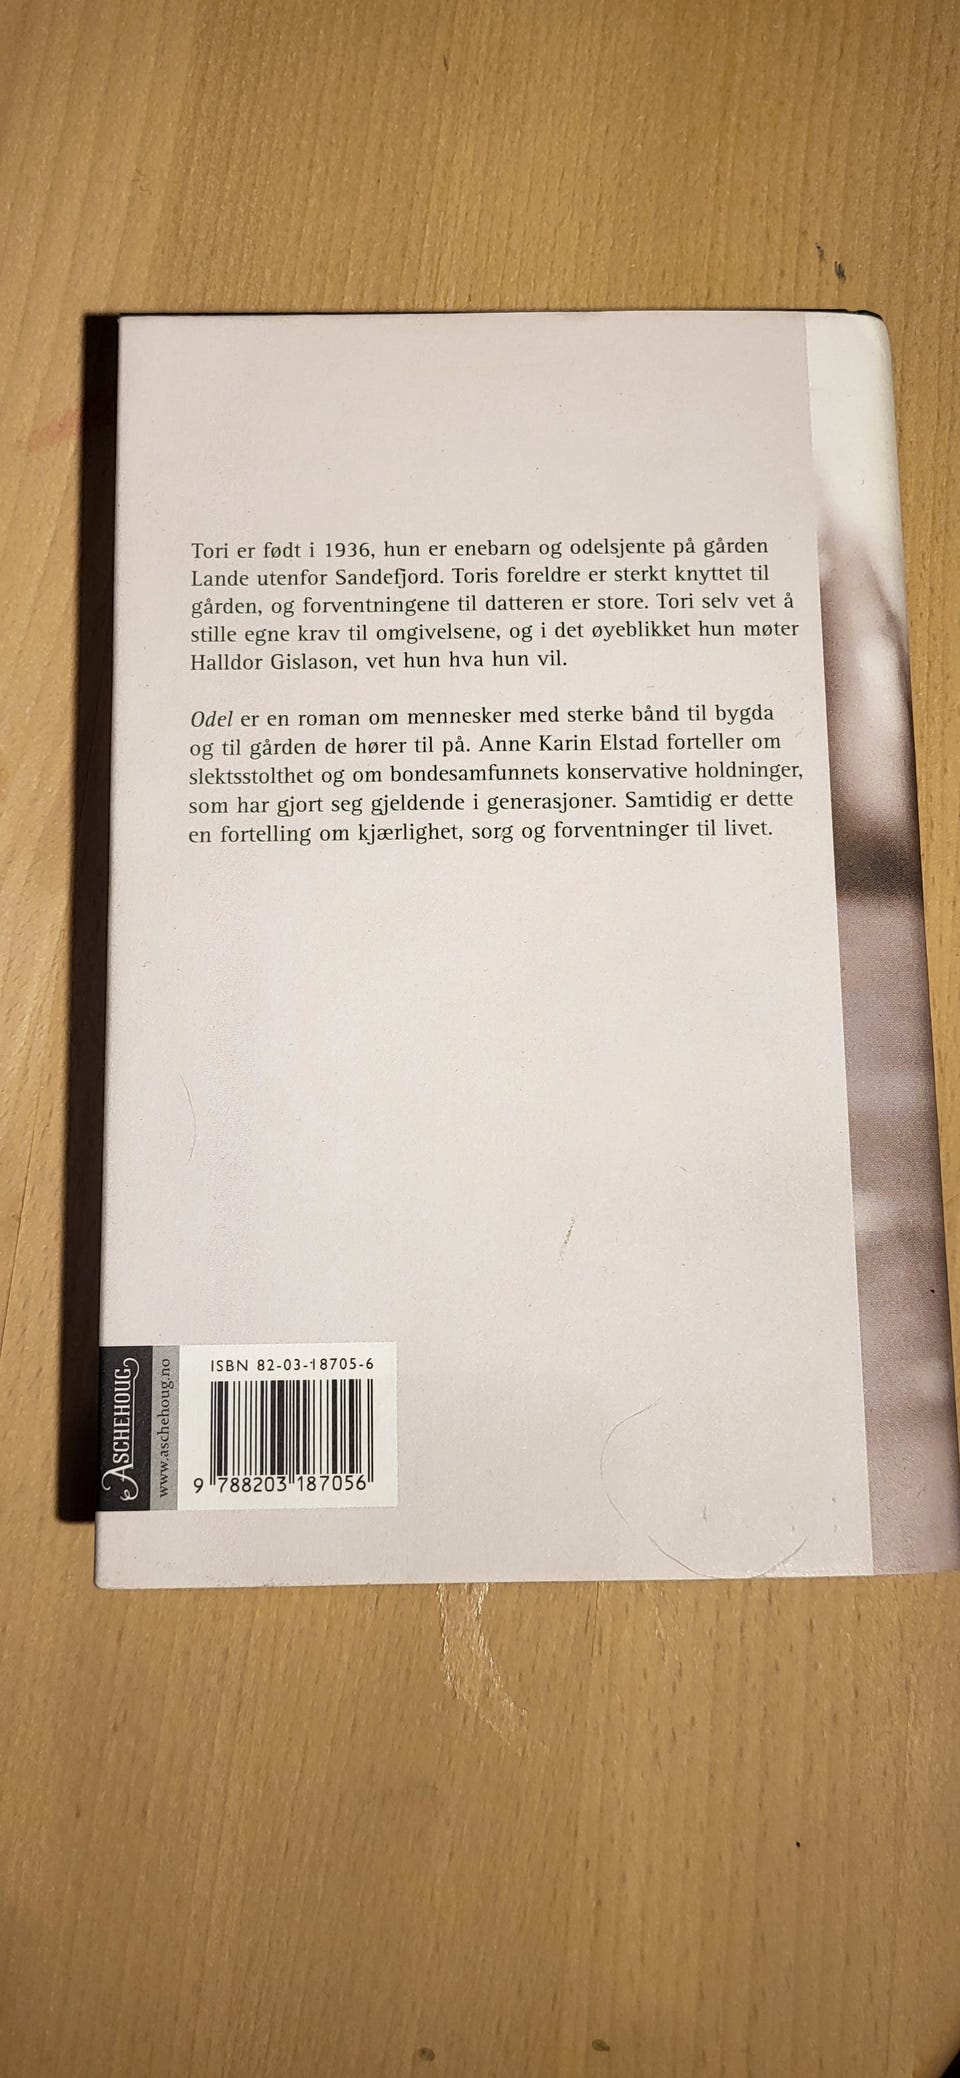 Tori er født i 1936, hun er enebarn og odelsjente på gården
Lande utenfor Sandefjord. Toris foreldre er sterkt knyttet til
gården, og forventningene til datteren er store. Tori selv vet å
stille egne krav til omgivelsene, og i det øyeblikket hun møter
Halldor Gislason, vet hun hva hun vil.
Odel er en roman om mennesker med sterke bånd til bygda
og til gården de hører til på. Anne Karin Elstad forteller om
slektsstolthet og om bondesamfunnets konservative holdninger,
som har gjort seg gjeldende i generasjoner. Samtidig er dette
en fortelling om kjærlighet, sorg og forventninger til livet.
ASCHEHOUG
www.aschehoug.no
ISBN 82-03-18705-6
9 788203 187056